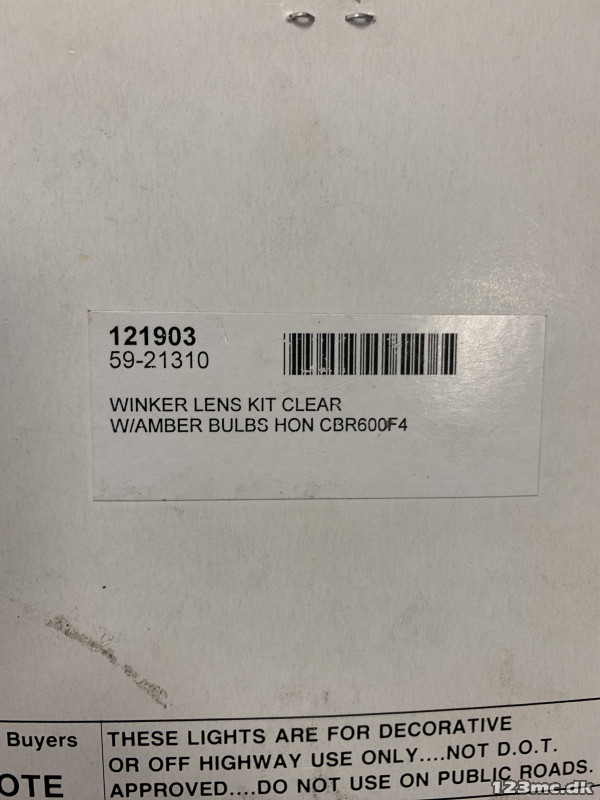 121903
59-21310
WINKER LENS KIT CLEAR
W/AMBER BULBS HON CBR600F4
Buyers
OTE
THESE LIGHTS ARE FOR DECORATIVE
OR OFF HIGHWAY USE ONLY....NOT D.O.T.
APPROVED....DO NOT USE ON PUBLIC ROADS.
123mc.dk